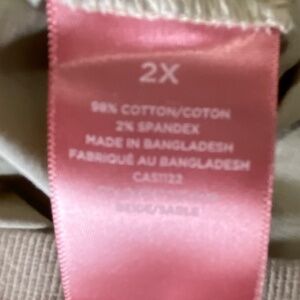 2X
98% COTTON/COTON
2% SPANDEX
MADE IN BANGLADESH
FABRIQUÉ AU BANGLADESH
CA51122
BEIGE/SABLE